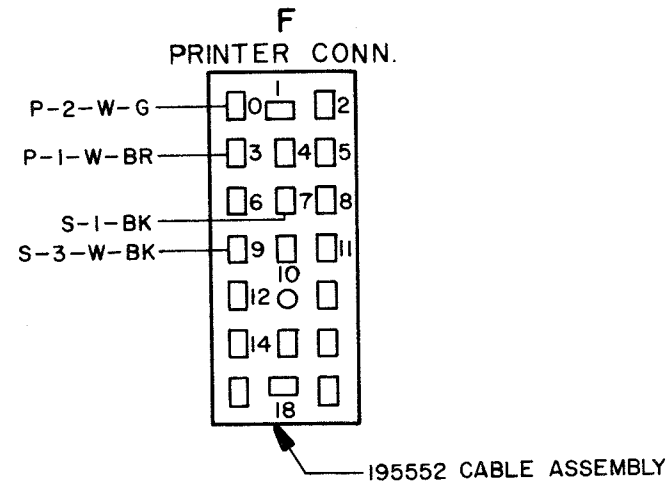 F
PRINTER CONN.
P-2-W-G 0 1 2
P-1-W-BR 3 4 5
6 7 8
S-1-BK
S-3-W-BK 9 10 11
12
14
18
195552 CABLE ASSEMBLY